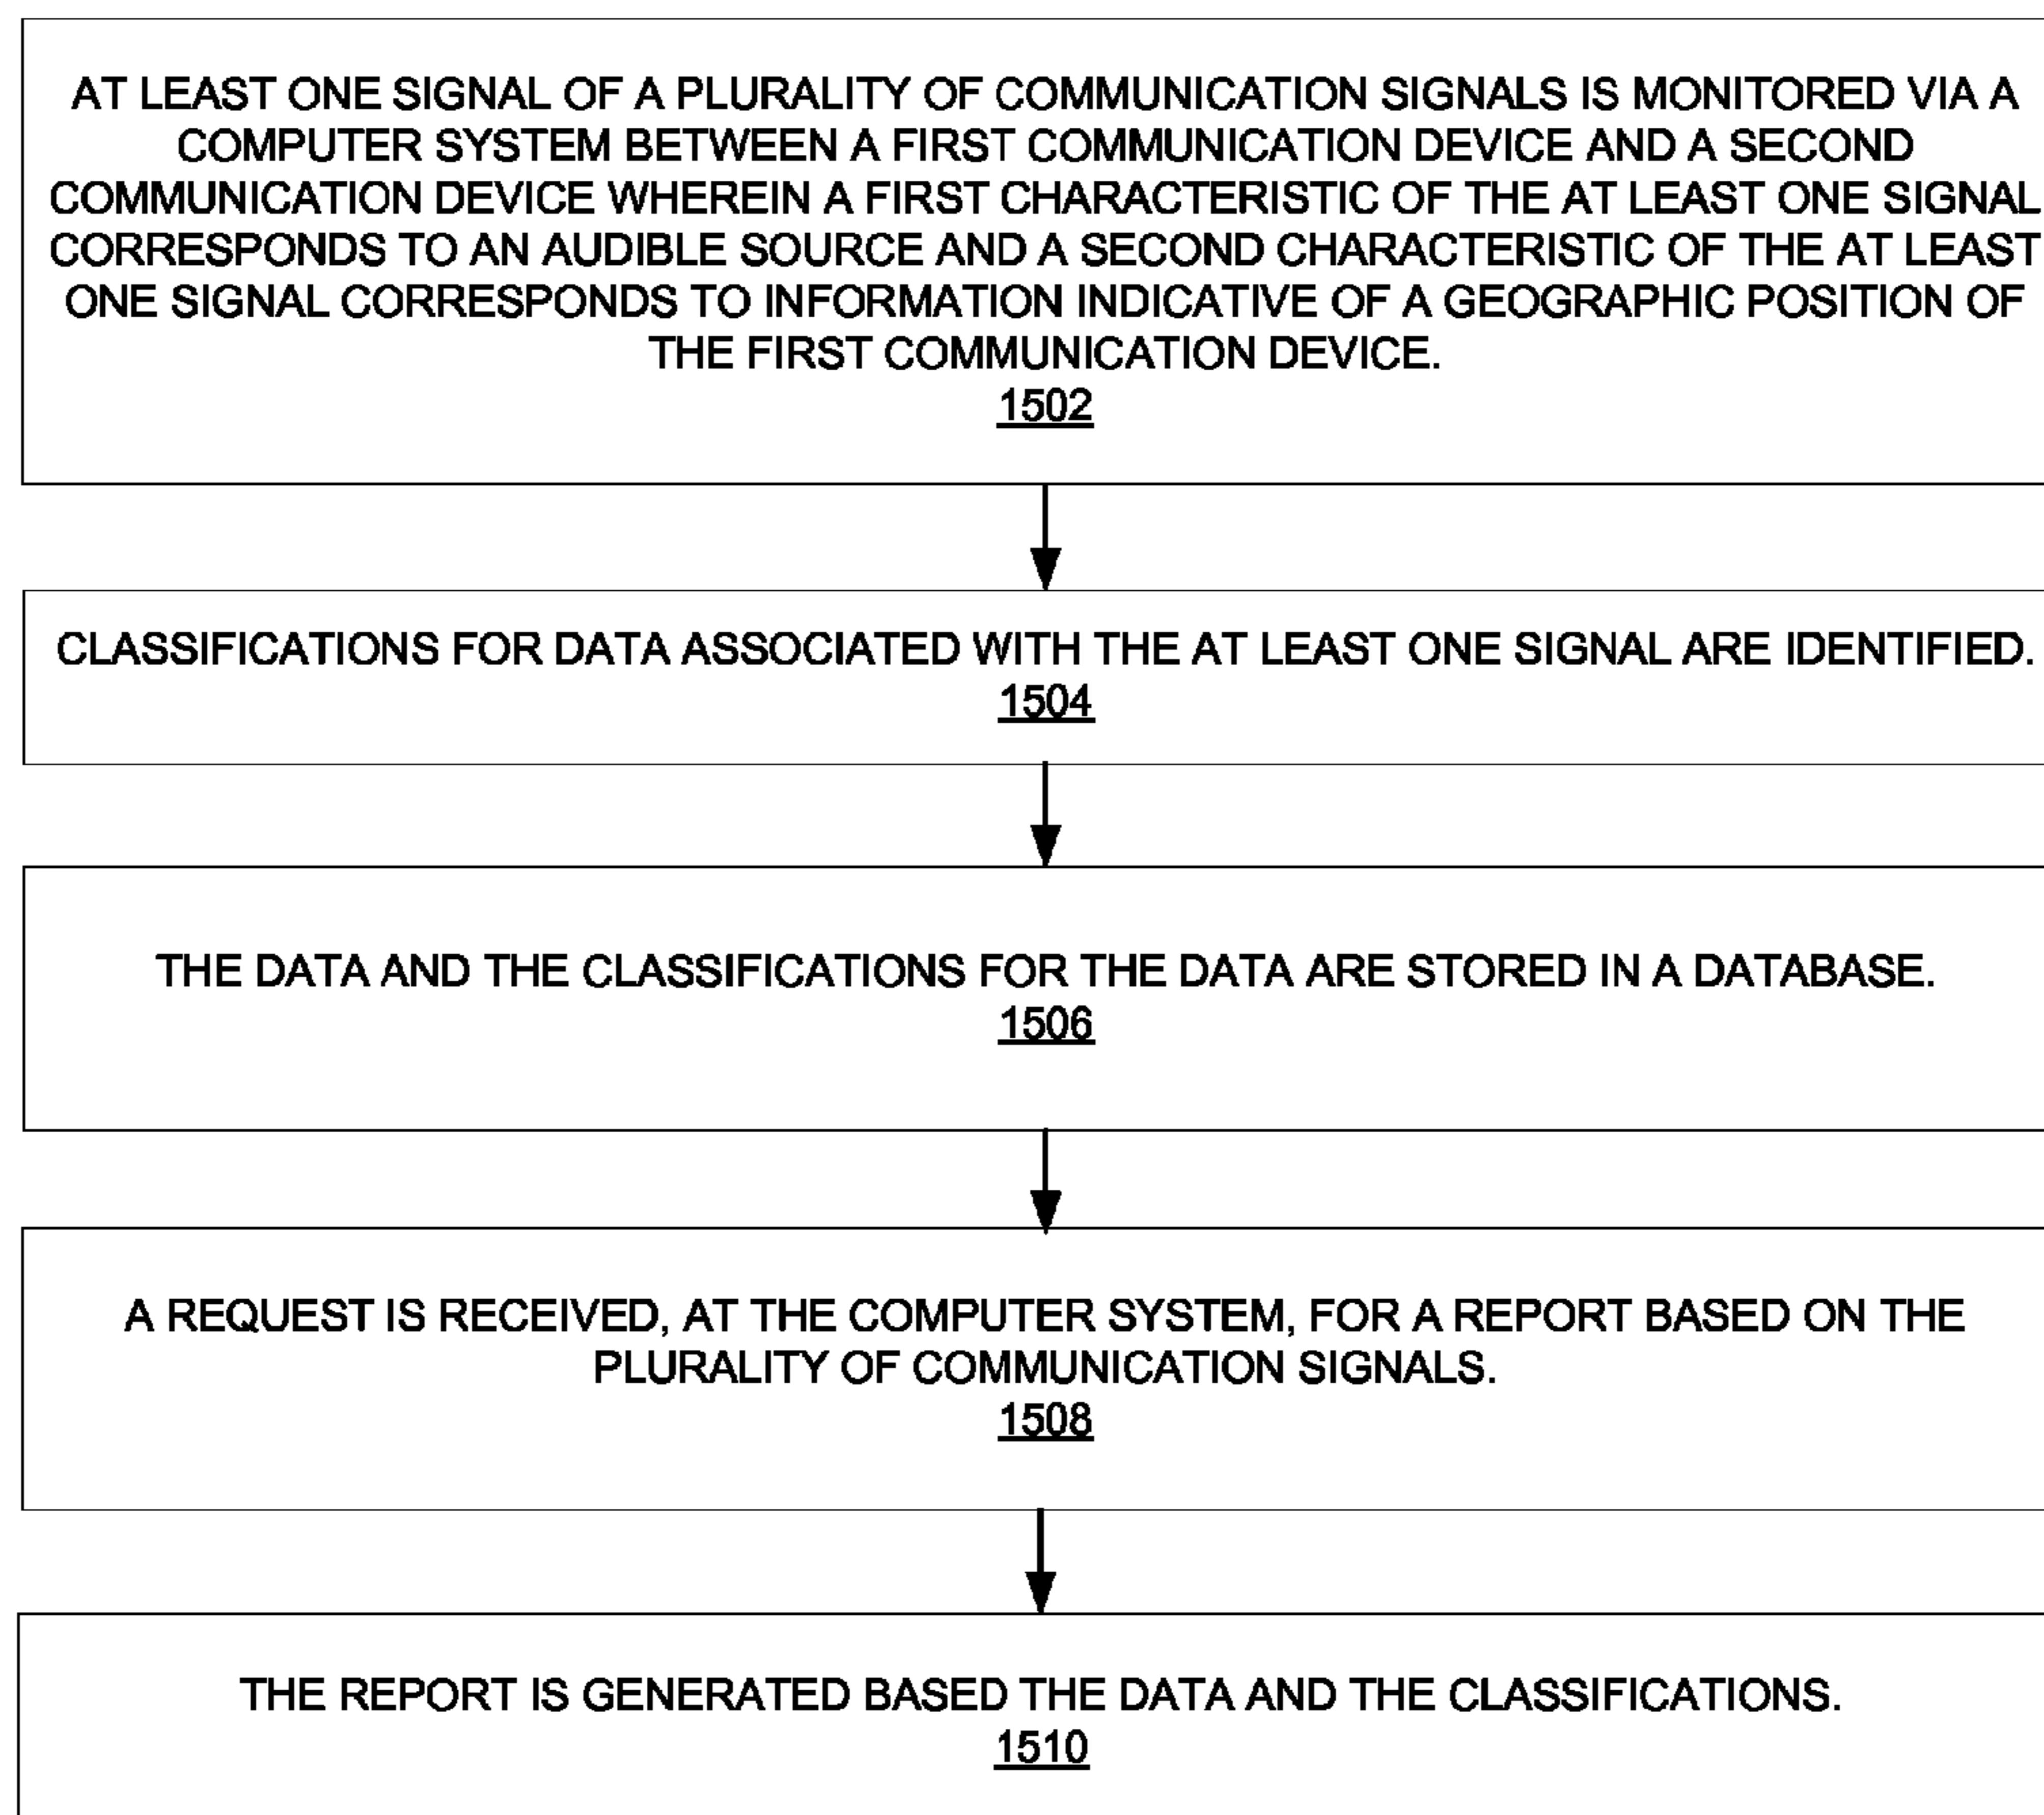 AT LEAST ONE SIGNAL OF A PLURALITY OF COMMUNICATION SIGNALS IS MONITORED VIA A
COMPUTER SYSTEM BETWEEN A FIRST COMMUNICATION DEVICE AND A SECOND
COMMUNICATION DEVICE WHEREIN A FIRST CHARACTERISTIC OF THE AT LEAST ONE SIGNAL
CORRESPONDS TO AN AUDIBLE SOURCE AND A SECOND CHARACTERISTIC OF THE AT LEAST
ONE SIGNAL CORRESPONDS TO INFORMATION INDICATIVE OF A GEOGRAPHIC POSITION OF
THE FIRST COMMUNICATION DEVICE.
1502
CLASSIFICATIONS FOR DATA ASSOCIATED WITH THE AT LEAST ONE SIGNAL ARE IDENTIFIED.
1504
THE DATA AND THE CLASSIFICATIONS FOR THE DATA ARE STORED IN A DATABASE.
1506
A REQUEST IS RECEIVED, AT THE COMPUTER SYSTEM, FOR A REPORT BASED ON THE
PLURALITY OF COMMUNICATION SIGNALS.
1508
THE REPORT IS GENERATED BASED THE DATA AND THE CLASSIFICATIONS.
1510